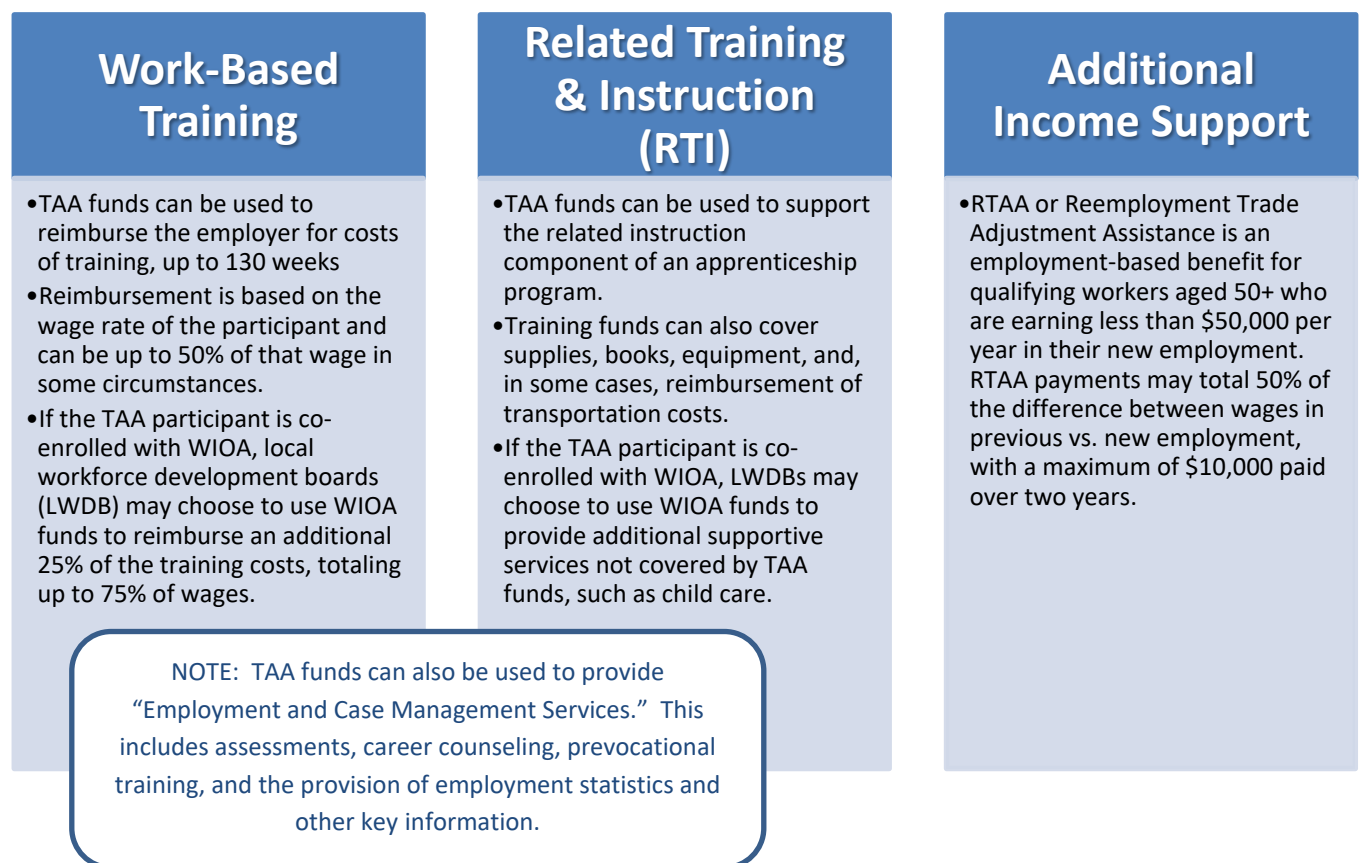 Work-Based
Training
•TAA funds can be used to
reimburse the employer for costs
of training, up to 130 weeks
•Reimbursement is based on the
wage rate of the participant and
can be up to 50% of that wage in
some circumstances.
•If the TAA participant is co-
enrolled with WIOA, local
workforce development boards
(LWDB) may choose to use WIOA
funds to reimburse an additional
25% of the training costs, totaling
up to 75% of wages.
Related Training
& Instruction
(RTI)
•TAA funds can be used to support
the related instruction
component of an apprenticeship
program.
•Training funds can also cover
supplies, books, equipment, and,
in some cases, reimbursement of
transportation costs.
•If the TAA participant is co-
enrolled with WIOA, LWDBs may
choose to use WIOA funds to
provide additional supportive
services not covered by TAA
funds, such as child care.
Additional
Income Support
•RTAA or Reemployment Trade
Adjustment Assistance is an
employment-based benefit for
qualifying workers aged 50+ who
are earning less than $50,000 per
year in their new employment.
RTAA payments may total 50% of
the difference between wages in
previous vs. new employment,
with a maximum of $10,000 paid
over two years.
NOTE: TAA funds can also be used to provide
“Employment and Case Management Services.” This
includes assessments, career counseling, prevocational
training, and the provision of employment statistics and
other key information.